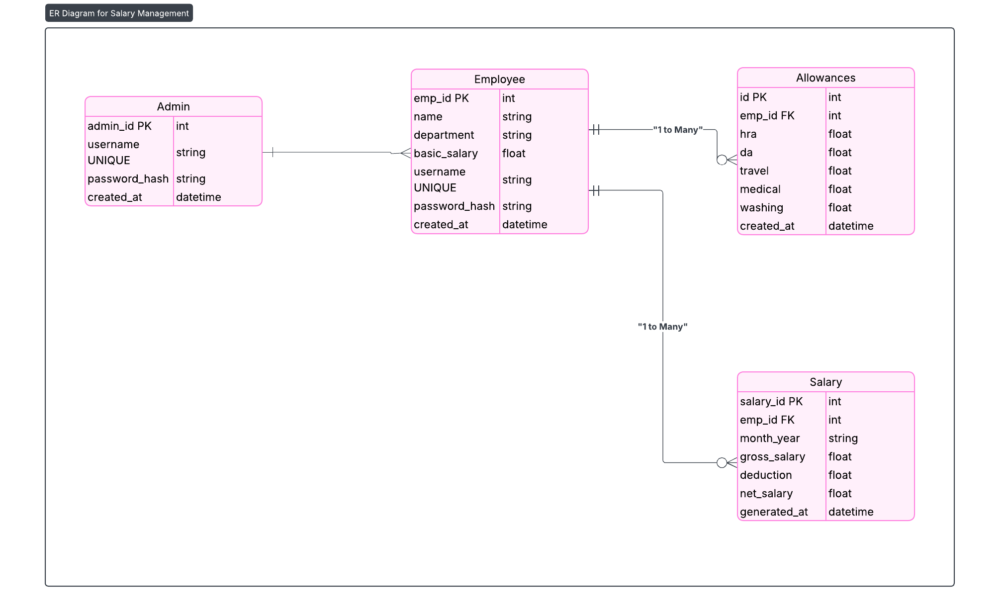 ER Diagram for Salary Management
Admin
admin_id PK int
username
UNIQUE
string
password_hash string
created_at datetime
Employee
emp_id PK int
name string
department string
basic_salary float
username
UNIQUE
string
password_hash string
created_at datetime
"1 to Many"
Allowances
id PK int
emp_id FK int
hra float
da float
travel float
medical float
washing float
created_at datetime
"1 to Many"
Salary
salary_id PK int
emp_id FK int
month_year string
gross_salary float
deduction float
net_salary float
generated_at datetime